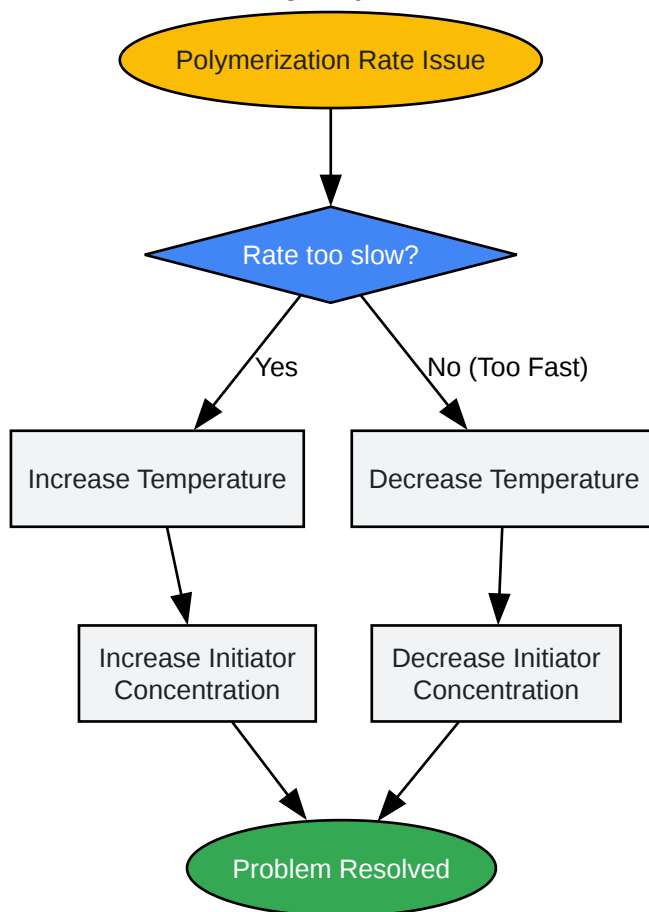 Polymerization Rate Issue
Rate too slow?
Yes
No (Too Fast)
Increase Temperature
Decrease Temperature
Increase Initiator
Concentration
Decrease Initiator
Concentration
Problem Resolved